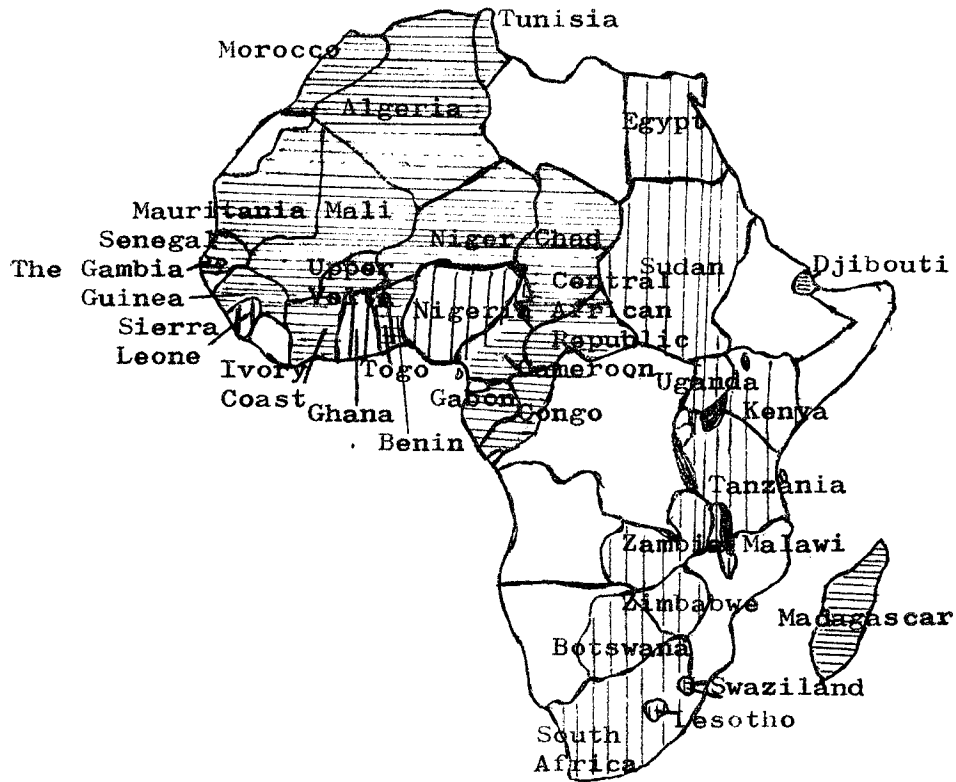 Tunisia
Morocco
Algeria
Egypt
Mauritania
Mali
Senegal
Niger
Chad
The Gambia
Upper
Volta
Sudan
Djibouti
Guinea
Central
African
Republic
Nigeria
Sierra
Leone
Ivory
Coast
Togo
Cameroon
Uganda
Ghana
Gabon
Congo
Kenya
Benin
Tanzania
Zambia
Malawi
Zimbabwe
Madagascar
Botswana
Swaziland
Lesotho
South
Africa